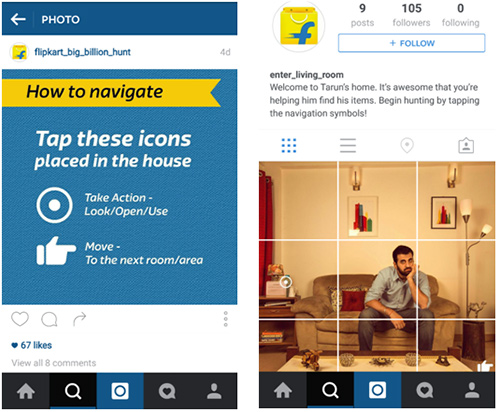 PHOTO
flipkart_big_billion_hunt
4d
How to navigate
Tap these icons
placed in the house
Take Action -
Look/Open/Use
Move -
To the next room/area
67 likes
View all 8 comments
9 105 0
posts followers following
+ FOLLOW
enter_living_room
Welcome to Tarun's home. It's awesome that you're
helping him find his items. Begin hunting by tapping
the navigation symbols!